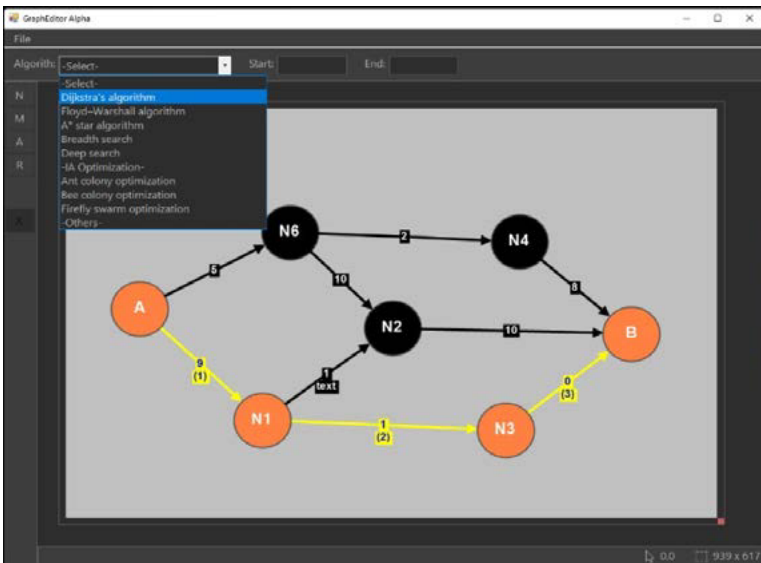 GraphEditor Alpha
File
Algorith: -Select- Start: End:
-Select-
Dijkstra's algorithm
Floyd–Warshall algorithm
A* star algorithm
Breadth search
Deep search
-IA Optimization-
Ant colony optimization
Bee colony optimization
Firefly swarm optimization
-Others-
N
M
A
R
X
N6
2
N4
5
10
8
A
N2
10
B
9
(1)
1
text
0
(3)
N1
1
(2)
N3
0,0 939 x 617